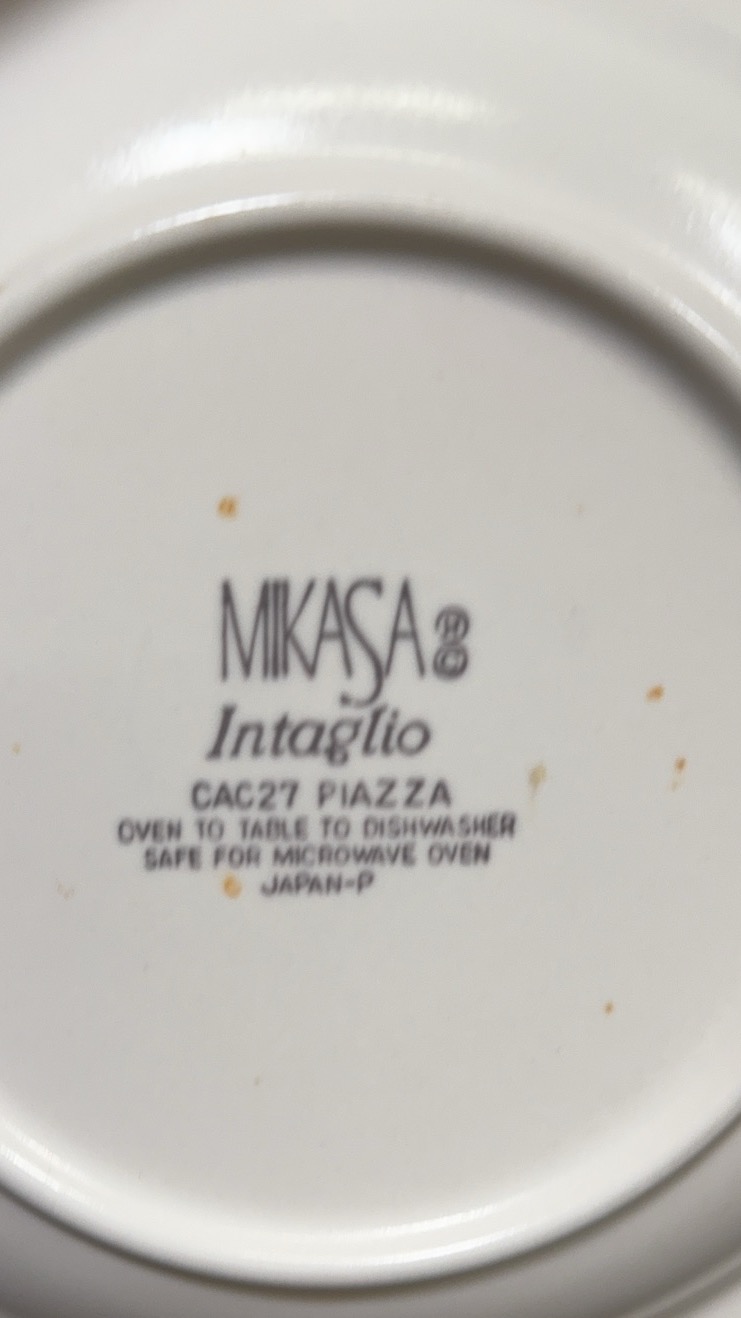 MIKASA ®©
Intaglio
CAC27 PIAZZA
OVEN TO TABLE TO DISHWASHER
SAFE FOR MICROWAVE OVEN
JAPAN-P